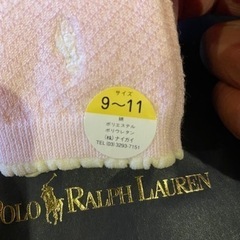 サイズ
9〜11
綿
ポリエステル
ポリウレタン
(株)ナイガイ
TEL 03) 3293-7151
POLO RALPH LAUREN